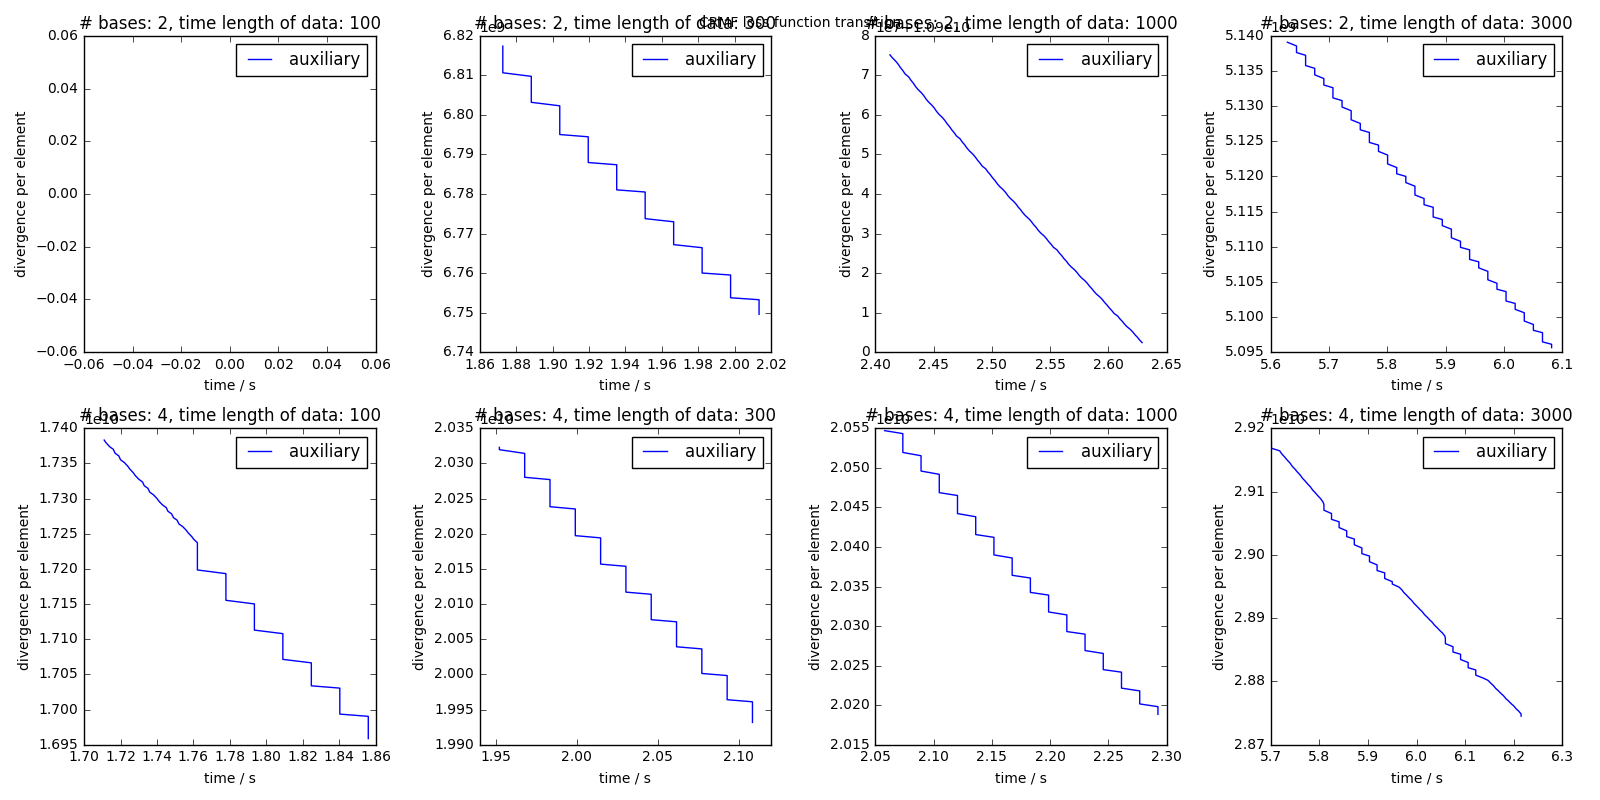 CRMF loss function transition
# bases: 2, time length of data: 100
0.06
0.04
0.02
0.00
−0.02
−0.04
−0.06
−0.06 −0.04 −0.02 0.00 0.02 0.04 0.06
time / s
divergence per element
auxiliary
# bases: 2, time length of data: 300
1e9
6.82
6.81
6.80
6.79
6.78
6.77
6.76
6.75
6.74
1.86 1.88 1.90 1.92 1.94 1.96 1.98 2.00 2.02
time / s
divergence per element
auxiliary
# bases: 2, time length of data: 1000
1e7+1.09e10
8
7
6
5
4
3
2
1
0
2.40 2.45 2.50 2.55 2.60 2.65
time / s
divergence per element
auxiliary
# bases: 2, time length of data: 3000
1e9
5.140
5.135
5.130
5.125
5.120
5.115
5.110
5.105
5.100
5.095
5.6 5.7 5.8 5.9 6.0 6.1
time / s
divergence per element
auxiliary
# bases: 4, time length of data: 100
1e10
1.740
1.735
1.730
1.725
1.720
1.715
1.710
1.705
1.700
1.695
1.70 1.72 1.74 1.76 1.78 1.80 1.82 1.84 1.86
time / s
divergence per element
auxiliary
# bases: 4, time length of data: 300
1e10
2.035
2.030
2.025
2.020
2.015
2.010
2.005
2.000
1.995
1.990
1.95 2.00 2.05 2.10
time / s
divergence per element
auxiliary
# bases: 4, time length of data: 1000
1e10
2.055
2.050
2.045
2.040
2.035
2.030
2.025
2.020
2.015
2.05 2.10 2.15 2.20 2.25 2.30
time / s
divergence per element
auxiliary
# bases: 4, time length of data: 3000
1e10
2.92
2.91
2.90
2.89
2.88
2.87
5.7 5.8 5.9 6.0 6.1 6.2 6.3
time / s
divergence per element
auxiliary